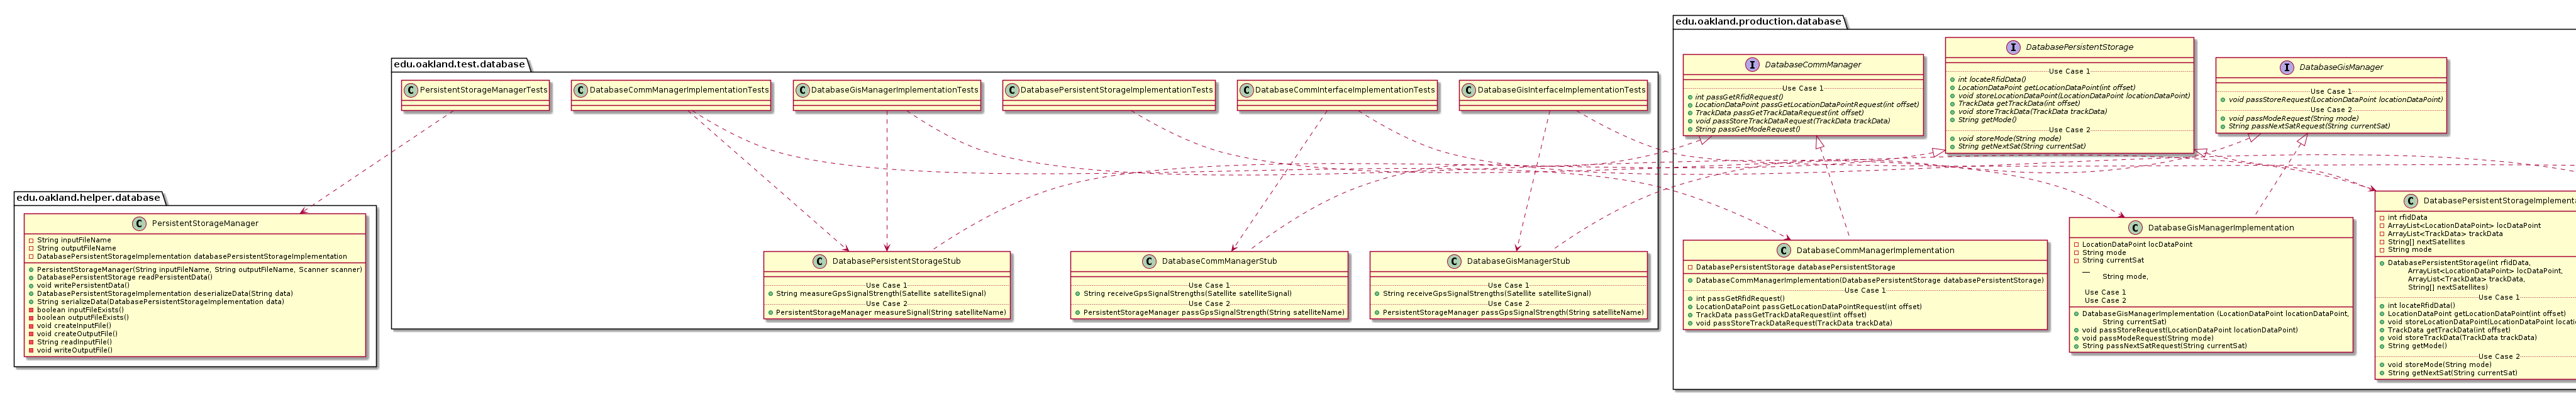 edu.oakland.production.database
I DatabaseCommManager
Use Case 1
int passGetRfidRequest()
LocationDataPoint passGetLocationDataPointRequest(int offset)
TrackData passGetTrackDataRequest(int offset)
void passStoreTrackDataRequest(TrackData trackData)
String passGetModeRequest()
I DatabasePersistentStorage
Use Case 1
int locateRfidData()
LocationDataPoint getLocationDataPoint(int offset)
void storeLocationDataPoint(LocationDataPoint locationDataPoint)
TrackData getTrackData(int offset)
void storeTrackData(TrackData trackData)
String getMode()
Use Case 2
void storeMode(String mode)
String getNextSat(String currentSat)
I DatabaseGisManager
Use Case 1
void passStoreRequest(LocationDataPoint locationDataPoint)
Use Case 2
void passModeRequest(String mode)
String passNextSatRequest(String currentSat)
edu.oakland.test.database
C PersistentStorageManagerTests
C DatabaseCommManagerImplementationTests
C DatabaseGisManagerImplementationTests
C DatabasePersistentStorageImplementationTests
C DatabaseCommInterfaceImplementationTests
C DatabaseGisInterfaceImplementationTests
edu.oakland.helper.database
C PersistentStorageManager
String inputFileName
String outputFileName
DatabasePersistentStorageImplementation databasePersistentStorageImplementation
PersistentStorageManager(String inputFileName, String outputFileName, Scanner scanner)
DatabasePersistentStorage readPersistentData()
void writePersistentData()
DatabasePersistentStorageImplementation deserializeData(String data)
String serializeData(DatabasePersistentStorageImplementation data)
boolean inputFileExists()
boolean outputFileExists()
void createInputFile()
void createOutputFile()
String readInputFile()
void writeOutputFile()
C DatabasePersistentStorageStub
Use Case 1
String measureGpsSignalStrength(Satellite satelliteSignal)
Use Case 2
PersistentStorageManager measureSignal(String satelliteName)
C DatabaseCommManagerStub
Use Case 1
String receiveGpsSignalStrengths(Satellite satelliteSignal)
Use Case 2
PersistentStorageManager passGpsSignalStrength(String satelliteName)
C DatabaseGisManagerStub
Use Case 1
String receiveGpsSignalStrengths(Satellite satelliteSignal)
Use Case 2
PersistentStorageManager passGpsSignalStrength(String satelliteName)
C DatabaseCommManagerImplementation
DatabasePersistentStorage databasePersistentStorage
DatabaseCommManagerImplementation(DatabasePersistentStorage databasePersistentStorage)
Use Case 1
int passGetRfidRequest()
LocationDataPoint passGetLocationDataPointRequest(int offset)
TrackData passGetTrackDataRequest(int offset)
void passStoreTrackDataRequest(TrackData trackData)
C DatabaseGisManagerImplementation
LocationDataPoint locDataPoint
String mode
String currentSat
__
String mode,
Use Case 1
Use Case 2
DatabaseGisManagerImplementation (LocationDataPoint locationDataPoint,
String currentSat)
void passStoreRequest(LocationDataPoint locationDataPoint)
void passModeRequest(String mode)
String passNextSatRequest(String currentSat)
C DatabasePersistentStorageImplementa
int rfidData
ArrayList<LocationDataPoint> locDataPoint
ArrayList<TrackData> trackData
String[] nextSatellites
String mode
DatabasePersistentStorage(int rfidData,
ArrayList<LocationDataPoint> locDataPoint,
ArrayList<TrackData> trackData,
String[] nextSatellites)
Use Case 1
int locateRfidData()
LocationDataPoint getLocationDataPoint(int offset)
void storeLocationDataPoint(LocationDataPoint locatio
TrackData getTrackData(int offset)
void storeTrackData(TrackData trackData)
String getMode()
Use Case 2
void storeMode(String mode)
String getNextSat(String currentSat)